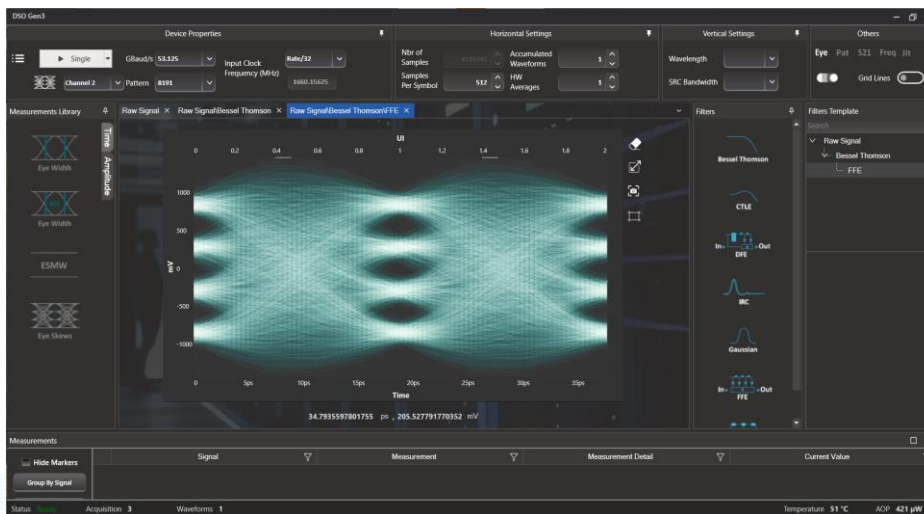 DSO Gen3
Device Properties
Single
GBaud/s 53.125
Input Clock Frequency (MHz)
Rate/32
1660.15625
Channel 2
Pattern 8191
Horizontal Settings
Nbr of Samples
Accumulated Waveforms 1
Samples Per Symbol 512
HW Averages 1
Vertical Settings
Wavelength
SRC Bandwidth
Others
Eye Pat S21 Freq Jit
Grid Lines
Measurements Library
Time
Amplitude
Eye Width
Eye Width
ESMW
Eye Skews
Raw Signal × Raw Signal\Bessel Thomson × Raw Signal\Bessel Thomson\FFE ×
UI
0 0.2 0.4 0.6 0.8 1 1.2 1.4 1.6 1.8 2
1000
500
0
-500
-1000
mV
0 5ps 10ps 15ps 20ps 25ps 30ps 35ps
Time
34.7935597801755 ps , 205.527791770352 mV
Filters
Bessel Thomson
CTLE
In Out
DFE
IRC
Gaussian
In Out
FFE
Filters Template
Search
Raw Signal
Bessel Thomson
FFE
Measurements
Hide Markers
Group By Signal
Signal Measurement Measurement Detail Current Value
Status Ready Acquisition 3 Waveforms 1 Temperature 51 °C AOP 421 µW